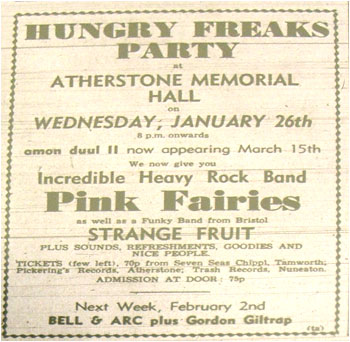 HUNGRY FREAKS
PARTY
at
ATHERSTONE MEMORIAL
HALL
on
WEDNESDAY; JANUARY 26th
8 p.m. onwards
amon duul II now appearing March 15th
We now give you
Incredible Heavy Rock Band
Pink Fairies
as well as a Funky Band from Bristol
STRANGE FRUIT
PLUS SOUNDS, REFRESHMENTS, GOODIES AND
NICE PEOPLE.
TICKETS (few left), 70p from Seven Seas Chippi, Tamworth;
Pickering's Records, Atherstone; Trash Records, Nuneaton.
ADMISSION AT DOOR: 75p
Next Week, February 2nd
BELL & ARC plus Gordon Giltrap
(ta)